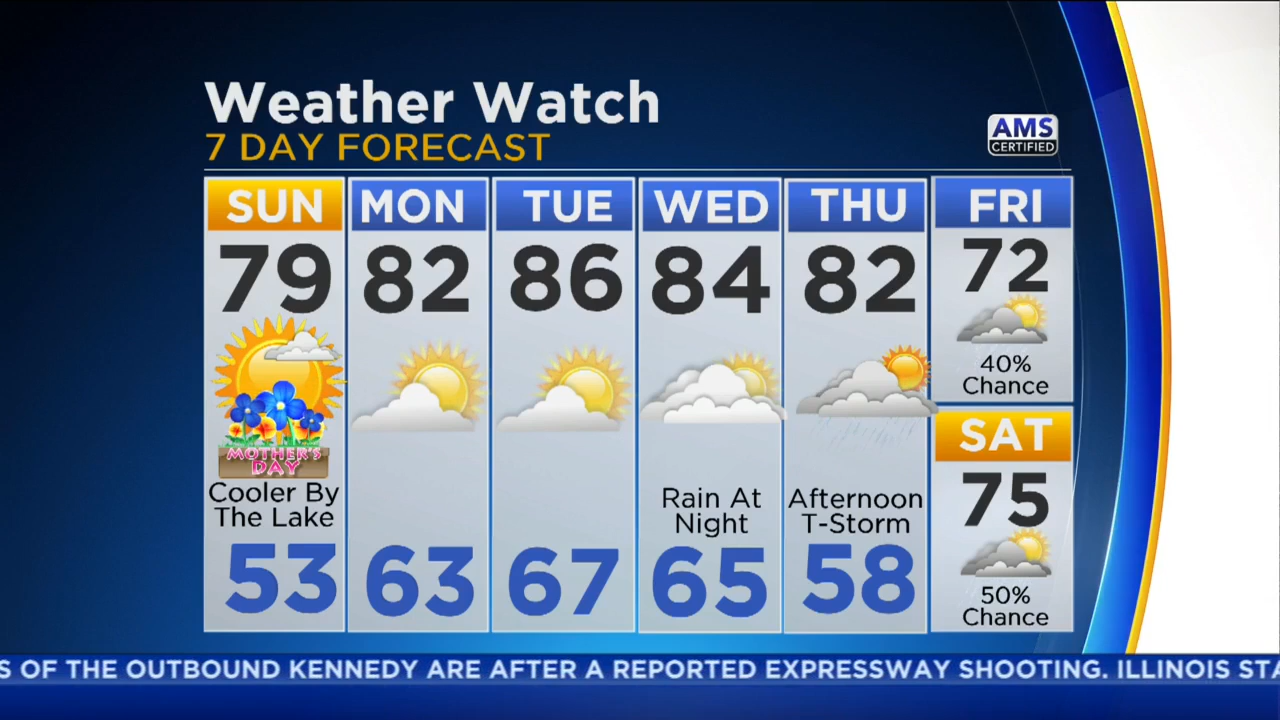 Weather Watch
7 DAY FORECAST
AMS
CERTIFIED
SUN
79
MOTHER'S
DAY
Cooler By
The Lake
53
MON
82
63
TUE
86
67
WED
84
Rain At
Night
65
THU
82
Afternoon
T-Storm
58
FRI
72
40%
Chance
SAT
75
50%
Chance
S OF THE OUTBOUND KENNEDY ARE AFTER A REPORTED EXPRESSWAY SHOOTING. ILLINOIS STA